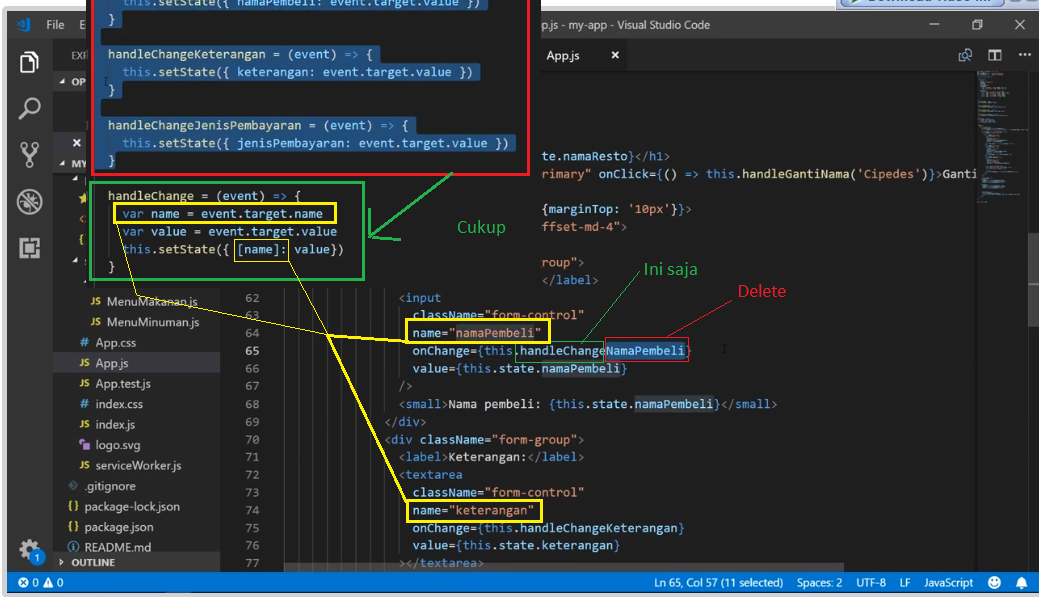 this.setState({ namaPembeli: event.target.value })
}
handleChangeKeterangan = (event) => {
this.setState({ keterangan: event.target.value })
}
handleChangeJenisPembayaran = (event) => {
this.setState({ jenisPembayaran: event.target.value })
}
handleChange = (event) => {
var name = event.target.name
var value = event.target.value
this.setState({ [name]: value})
}
Cukup
Ini saja
Delete
File
p.js - my-app - Visual Studio Code
App.js
te.namaResto}</h1>
rimary" onClick={() => this.handleGantiNama('Cipedes')}>Ganti
{marginTop: '10px'}}>
ffset-md-4">
roup">
</label>
62 <input
63 className="form-control"
64 name="namaPembeli"
65 onChange={this.handleChangeNamaPembeli}
66 value={this.state.namaPembeli}
67 />
68 <small>Nama pembeli: {this.state.namaPembeli}</small>
69 </div>
70 <div className="form-group">
71 <label>Keterangan:</label>
72 <textarea
73 className="form-control"
74 name="keterangan"
75 onChange={this.handleChangeKeterangan}
76 value={this.state.keterangan}
77 ></textarea>
JS MenuMakanan.js
JS MenuMinuman.js
# App.css
JS App.js
JS App.test.js
# index.css
JS index.js
logo.svg
JS serviceWorker.js
.gitignore
{} package-lock.json
{} package.json
README.md
OUTLINE
1
0 0
Ln 65, Col 57 (11 selected) Spaces: 2 UTF-8 LF JavaScript